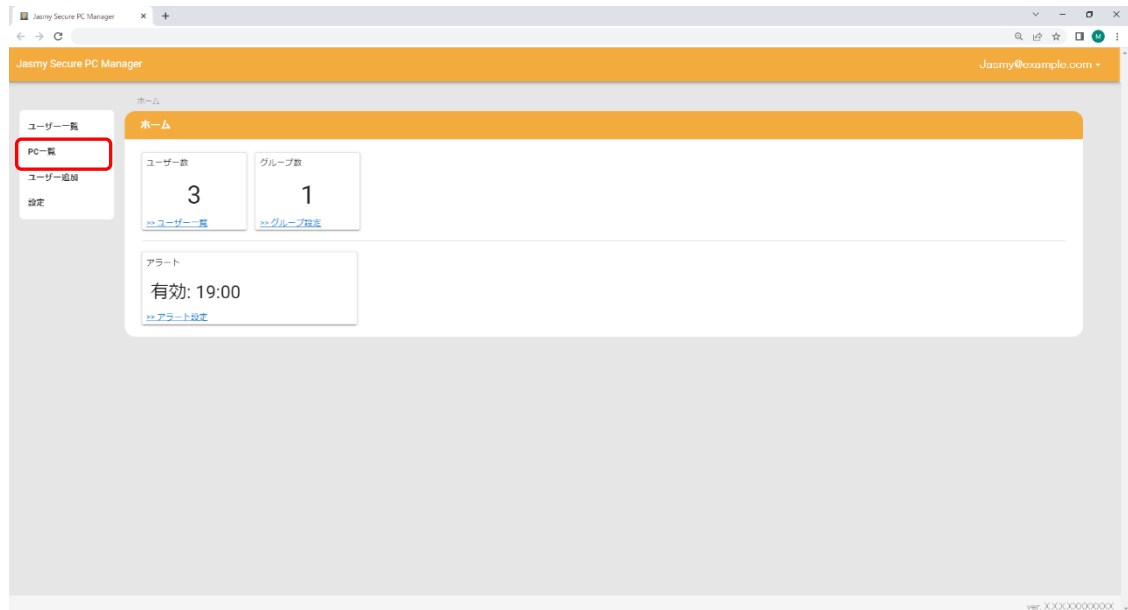 Jasmy Secure PC Manager
M
Jasmy Secure PC Manager
Jasmy@example.com
ホーム
ユーザー一覧
PC一覧
ユーザー追加
設定
ホーム
ユーザー数
3
>> ユーザー一覧
グループ数
1
>> グループ設定
アラート
有効: 19:00
>> アラート設定
ver. XXXXXXXXXXX